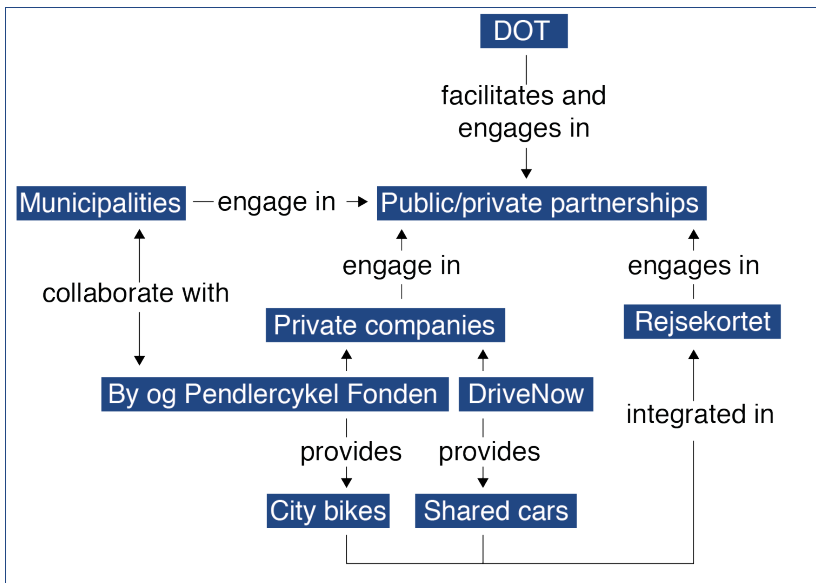 DOT
facilitates and
engages in
Municipalities
engage in
Public/private partnerships
engage in
engages in
collaborate with
Private companies
Rejsekortet
By og Pendlercykel Fonden
DriveNow
integrated in
provides
provides
City bikes
Shared cars